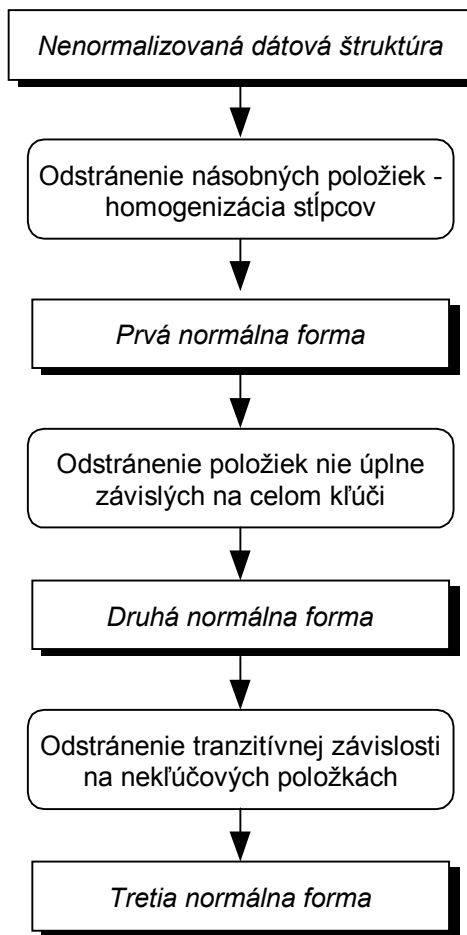 Nenormalizovaná dátová štruktúra
Odstránenie násobných položiek -
homogenizácia stĺpcov
Prvá normálna forma
Odstránenie položiek nie úplne
závislých na celom kľúči
Druhá normálna forma
Odstránenie tranzitívnej závislosti
na nekľúčových položkách
Tretia normálna forma